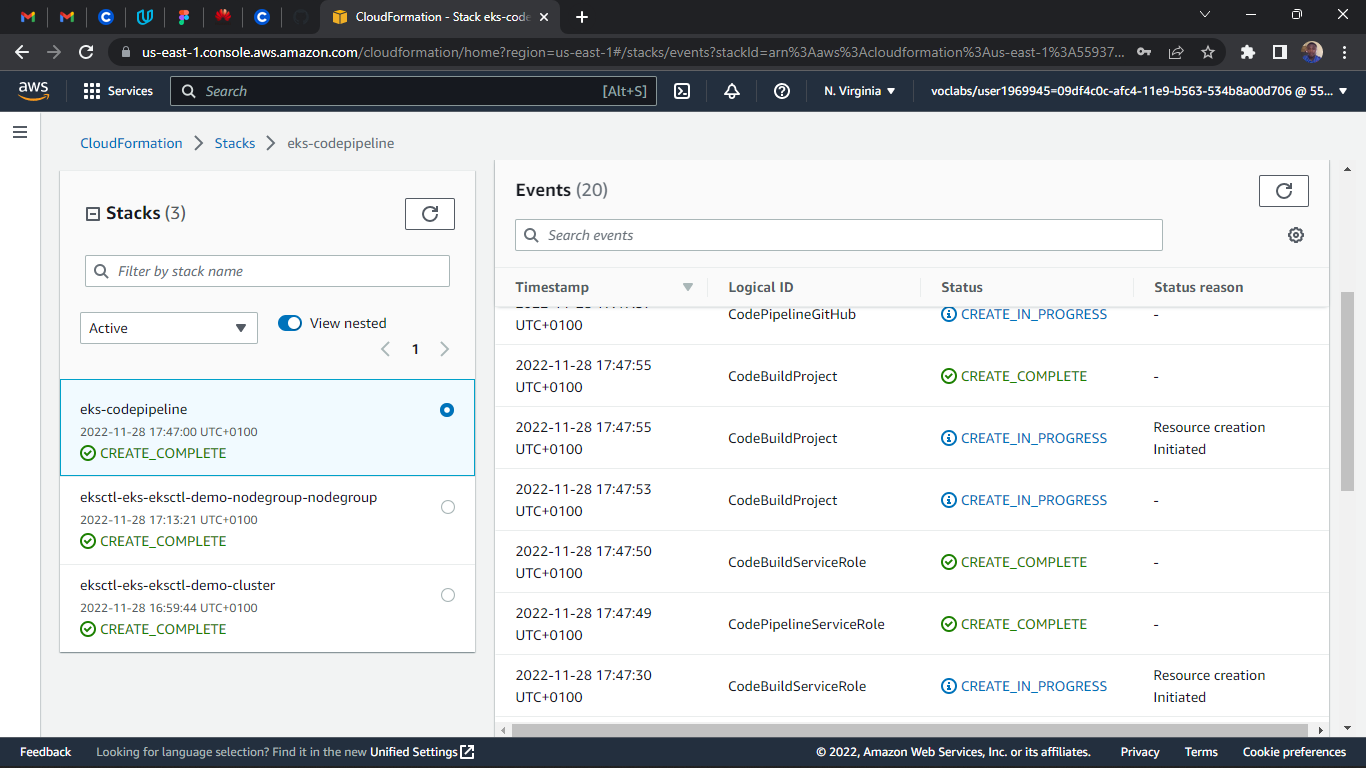 CloudFormation - Stack eks-code
us-east-1.console.aws.amazon.com/cloudformation/home?region=us-east-1#/stacks/events?stackId=arn%3Aaws%3Acloudformation%3Aus-east-1%3A55937...
aws
Services
Search
[Alt+S]
N. Virginia
voclabs/user1969945=09df4c0c-afc4-11e9-b563-534b8a00d706 @ 55...
CloudFormation
Stacks
eks-codepipeline
Stacks (3)
Filter by stack name
Active
View nested
1
eks-codepipeline
2022-11-28 17:47:00 UTC+0100
CREATE_COMPLETE
eksctl-eks-eksctl-demo-nodegroup-nodegroup
2022-11-28 17:13:21 UTC+0100
CREATE_COMPLETE
eksctl-eks-eksctl-demo-cluster
2022-11-28 16:59:44 UTC+0100
CREATE_COMPLETE
Events (20)
Search events
Timestamp
Logical ID
Status
Status reason
UTC+0100
CodePipelineGitHub
CREATE_IN_PROGRESS
-
2022-11-28 17:47:55
UTC+0100
CodeBuildProject
CREATE_COMPLETE
-
2022-11-28 17:47:55
UTC+0100
CodeBuildProject
CREATE_IN_PROGRESS
Resource creation
Initiated
2022-11-28 17:47:53
UTC+0100
CodeBuildProject
CREATE_IN_PROGRESS
-
2022-11-28 17:47:50
UTC+0100
CodeBuildServiceRole
CREATE_COMPLETE
-
2022-11-28 17:47:49
UTC+0100
CodePipelineServiceRole
CREATE_COMPLETE
-
2022-11-28 17:47:30
UTC+0100
CodeBuildServiceRole
CREATE_IN_PROGRESS
Resource creation
Initiated
Feedback
Looking for language selection? Find it in the new Unified Settings
© 2022, Amazon Web Services, Inc. or its affiliates.
Privacy
Terms
Cookie preferences